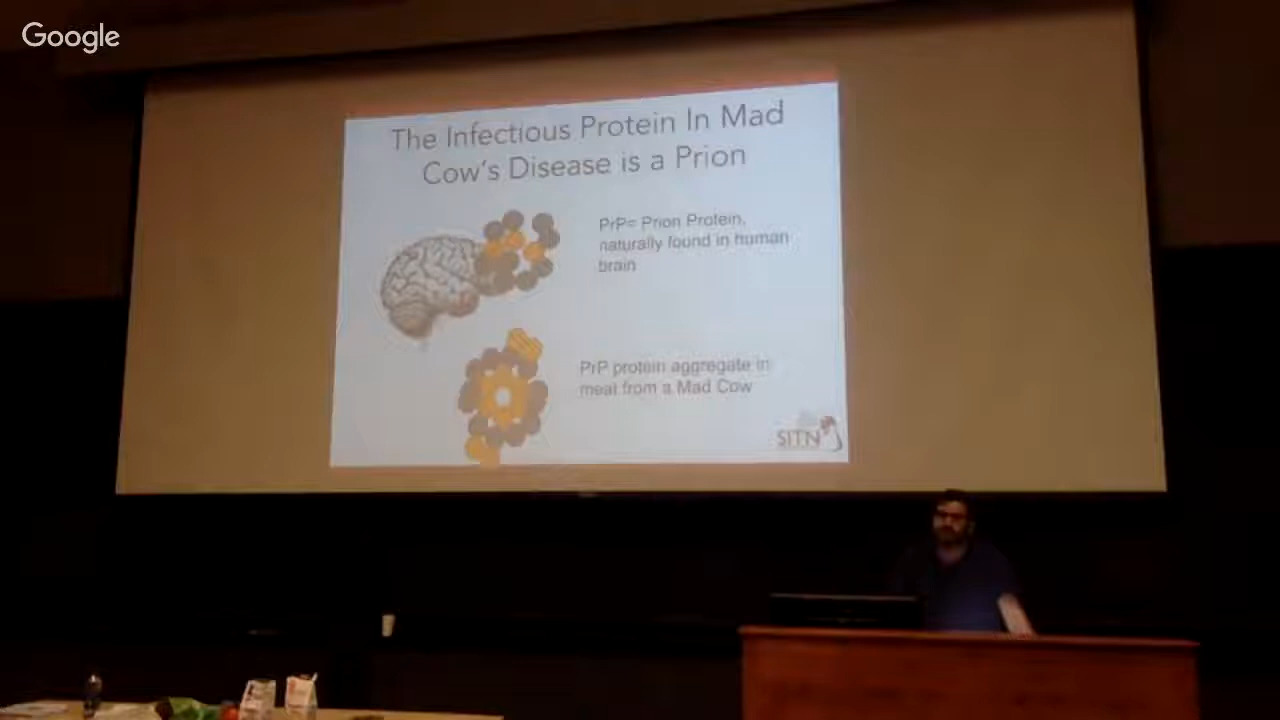 Google
The Infectious Protein In Mad
Cow's Disease is a Prion
PrP= Prion Protein,
naturally found in human
brain
PrP protein aggregate in
meat from a Mad Cow
SITN